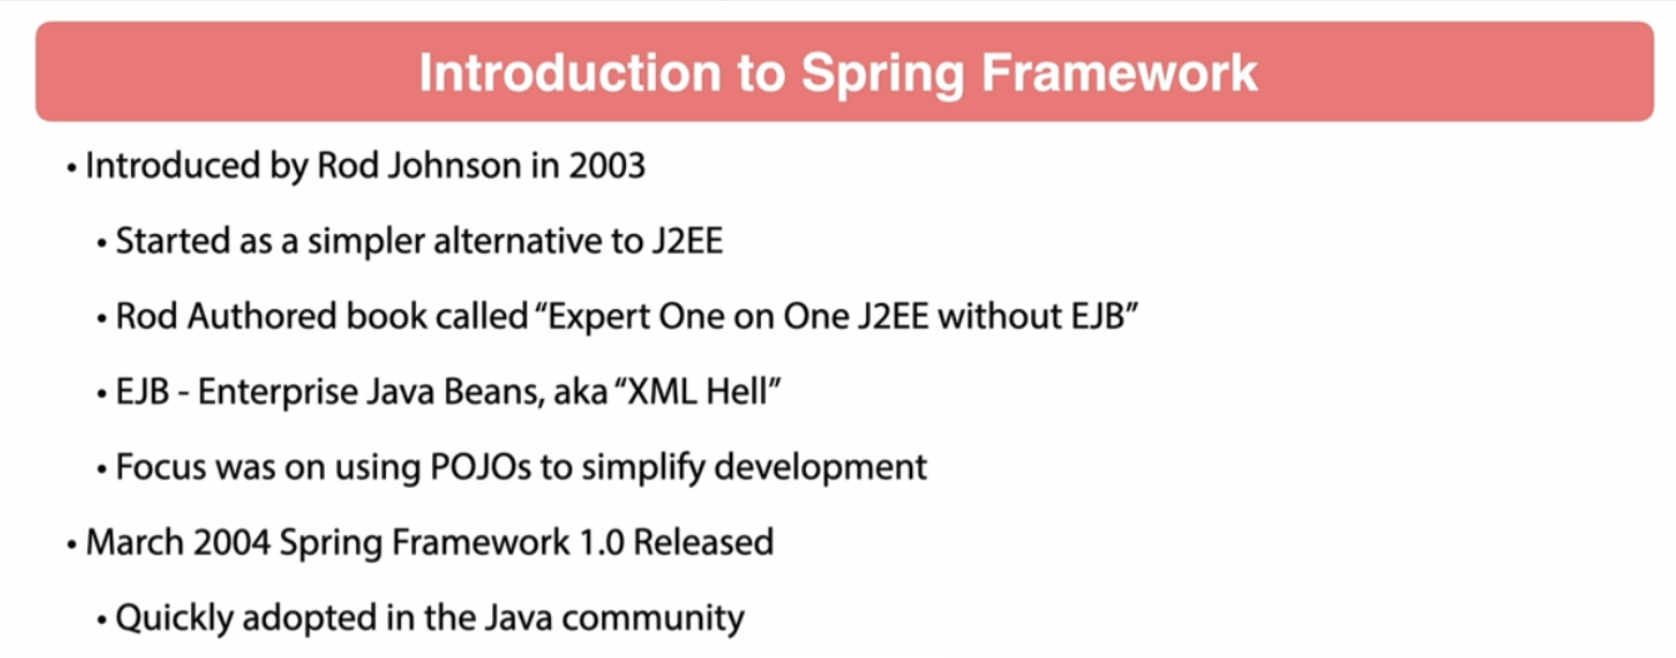 Introduction to Spring Framework
• Introduced by Rod Johnson in 2003
• Started as a simpler alternative to J2EE
• Rod Authored book called “Expert One on One J2EE without EJB”
• EJB - Enterprise Java Beans, aka “XML Hell”
• Focus was on using POJOs to simplify development
• March 2004 Spring Framework 1.0 Released
• Quickly adopted in the Java community